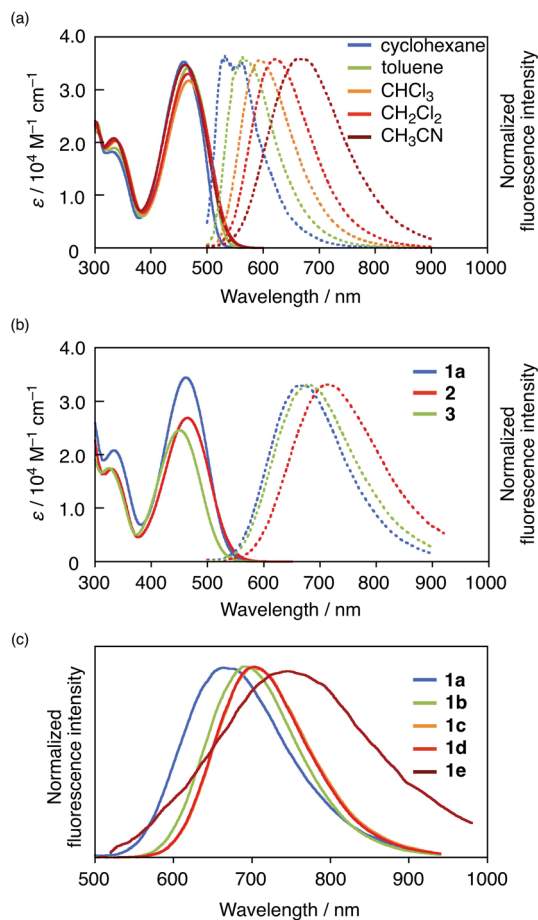 (a)
4.0
3.0
2.0
1.0
0
ε / 10⁴ M⁻¹ cm⁻¹
cyclohexane
toluene
CHCl₃
CH₂Cl₂
CH₃CN
Normalized
fluorescence intensity
300 400 500 600 700 800 900 1000
Wavelength / nm
(b)
4.0
3.0
2.0
1.0
0
ε / 10⁴ M⁻¹ cm⁻¹
1a
2
3
Normalized
fluorescence intensity
300 400 500 600 700 800 900 1000
Wavelength / nm
(c)
Normalized
fluorescence intensity
1a
1b
1c
1d
1e
500 600 700 800 900 1000
Wavelength / nm